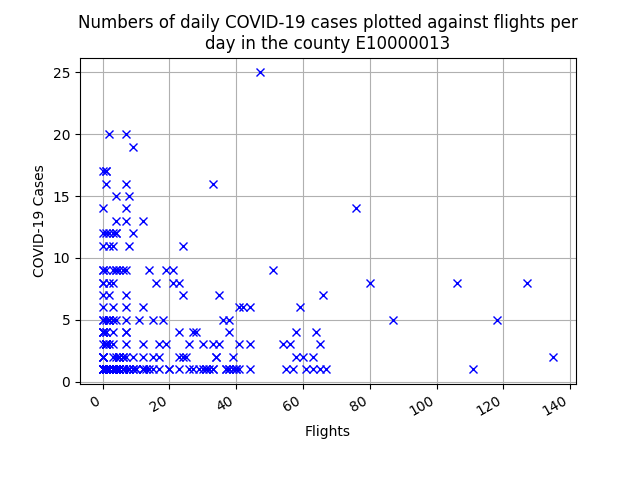 Numbers of daily COVID-19 cases plotted against flights per
day in the county E10000013
25
20
15
10
5
0
COVID-19 Cases
0 20 40 60 80 100 120 140
Flights